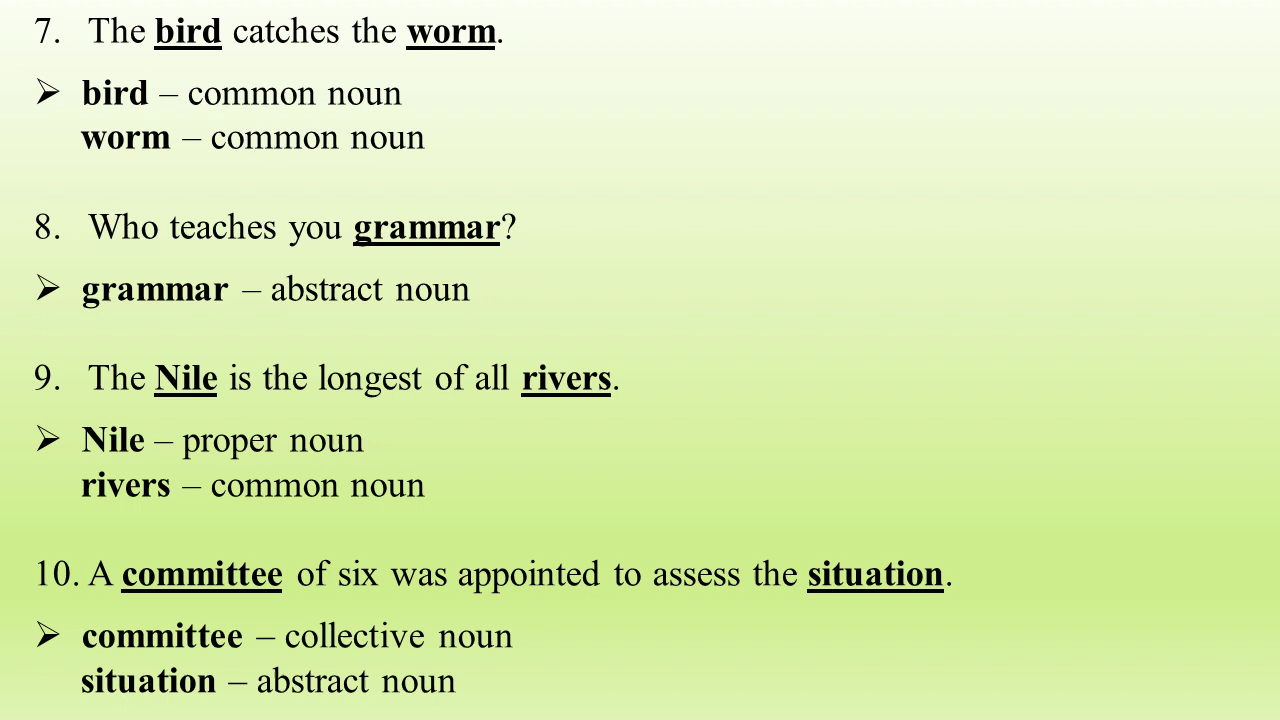 7. The bird catches the worm.
➢ bird – common noun
worm – common noun
8. Who teaches you grammar?
➢ grammar – abstract noun
9. The Nile is the longest of all rivers.
➢ Nile – proper noun
rivers – common noun
10. A committee of six was appointed to assess the situation.
➢ committee – collective noun
situation – abstract noun